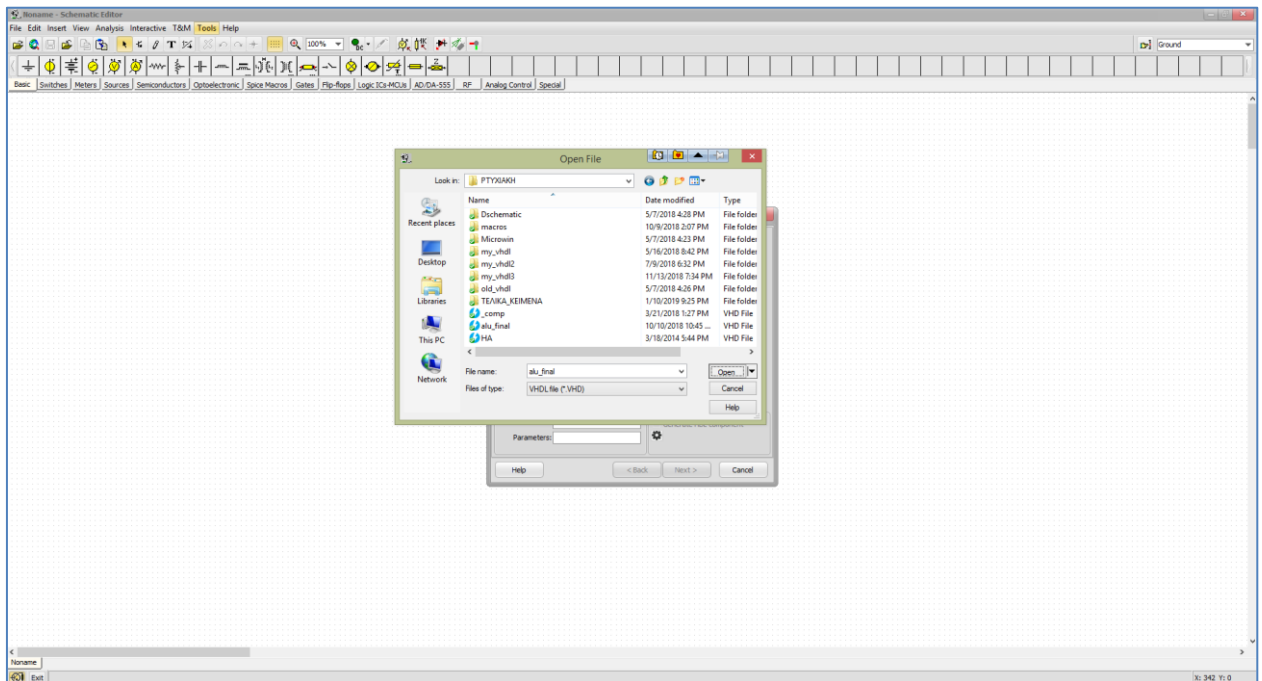 Noname - Schematic Editor
File Edit Insert View Analysis Interactive T&M Tools Help
100% DC Ground
Basic Switches Meters Sources Semiconductors Optoelectronic Spice Macros Gates Flip-flops Logic ICs-MCUs AD/DA-555 RF Analog Control Special
Open File
Look in: PTYXIAKH
Name Date modified Type
Recent places
Desktop
Libraries
This PC
Network
Dschematic 5/7/2018 4:28 PM File folder
macros 10/9/2018 2:07 PM File folder
Microwin 5/7/2018 4:23 PM File folder
my_vhdl 5/16/2018 8:42 PM File folder
my_vhdl2 7/9/2018 6:32 PM File folder
my_vhdl3 11/13/2018 7:34 PM File folder
old_vhdl 5/7/2018 4:26 PM File folder
ΤΕΛΙΚΑ_ΚΕΙΜΕΝΑ 1/10/2019 9:25 PM File folder
_comp 3/21/2018 1:27 PM VHD File
alu_final 10/10/2018 10:45 ... VHD File
HA 3/18/2014 5:44 PM VHD File
File name: alu_final Open
Files of type: VHDL file (*.VHD) Cancel
Help
Parameters:
Help < Back Next > Cancel
Noname
Exit X: 342 Y: 0